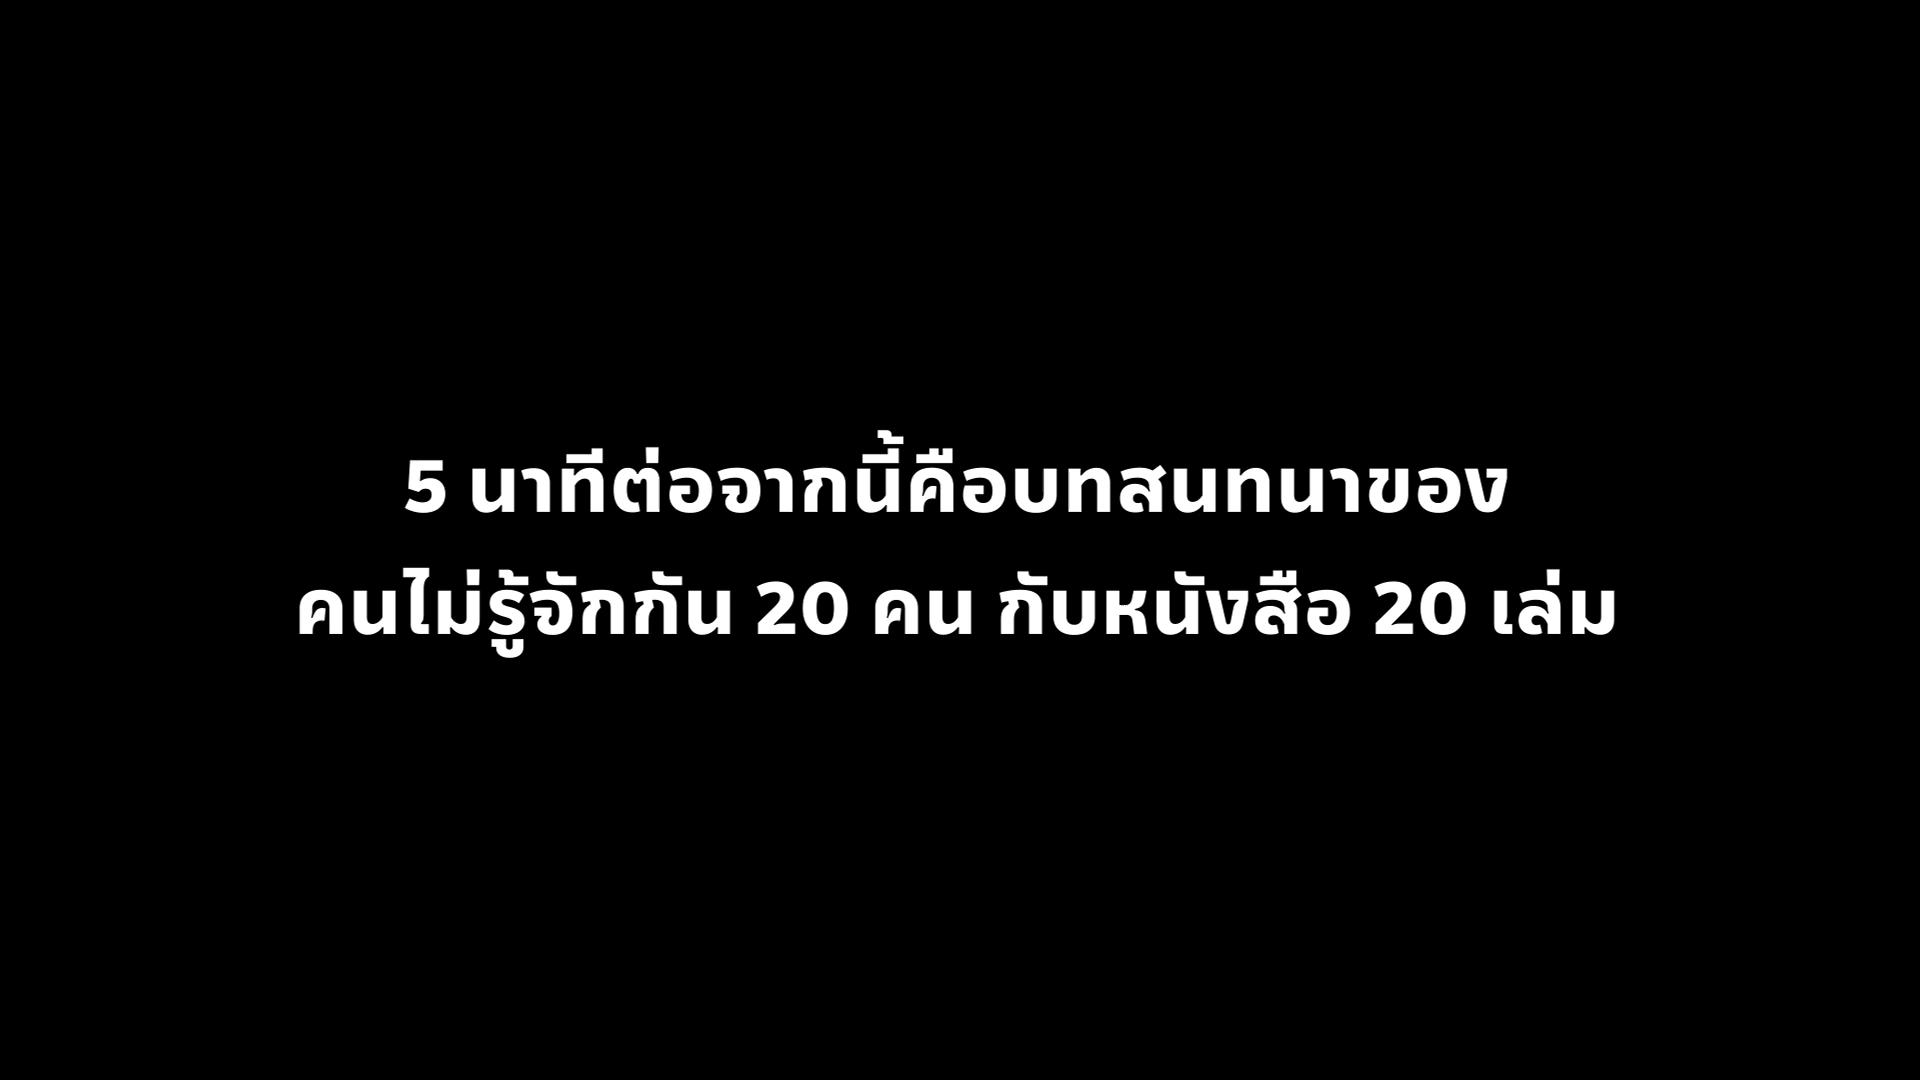 5 นาทีต่อจากนี้คือบทสนทนาของ
คนไม่รู้จักกัน 20 คน กับหนังสือ 20 เล่ม